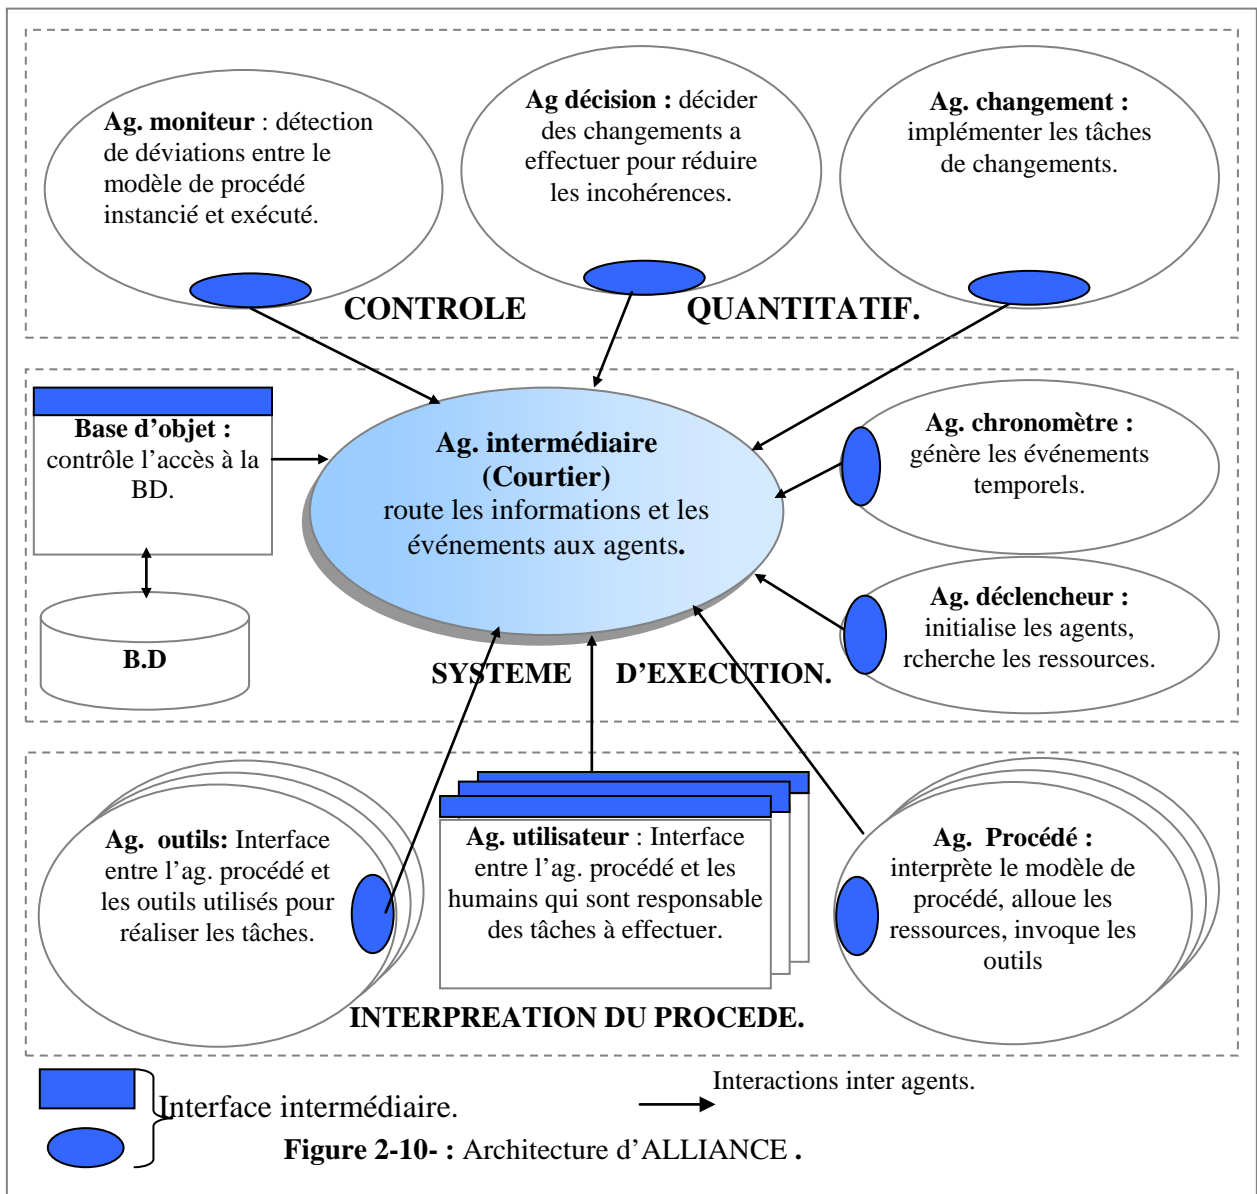 Ag. moniteur : détection
de déviations entre le
modèle de procédé
instancié et exécuté.
Ag décision : décider
des changements a
effectuer pour réduire
les incohérences.
Ag. changement :
implémenter les tâches
de changements.
CONTROLE QUANTITATIF.
Base d'objet :
contrôle l'accès à la
BD.
B.D
Ag. intermédiaire
(Courtier)
route les informations et les
événements aux agents.
Ag. chronomètre :
génère les événements
temporels.
Ag. déclencheur :
initialise les agents,
rcherche les ressources.
SYSTEME D'EXECUTION.
Ag. outils: Interface
entre l'ag. procédé et
les outils utilisés pour
réaliser les tâches.
Ag. utilisateur : Interface
entre l'ag. procédé et les
humains qui sont responsable
des tâches à effectuer.
Ag. Procédé :
interprète le modèle de
procédé, alloue les
ressources, invoque les
outils
INTERPREATION DU PROCEDE.
Interface intermédiaire.
Interactions inter agents.
Figure 2-10- : Architecture d'ALLIANCE .